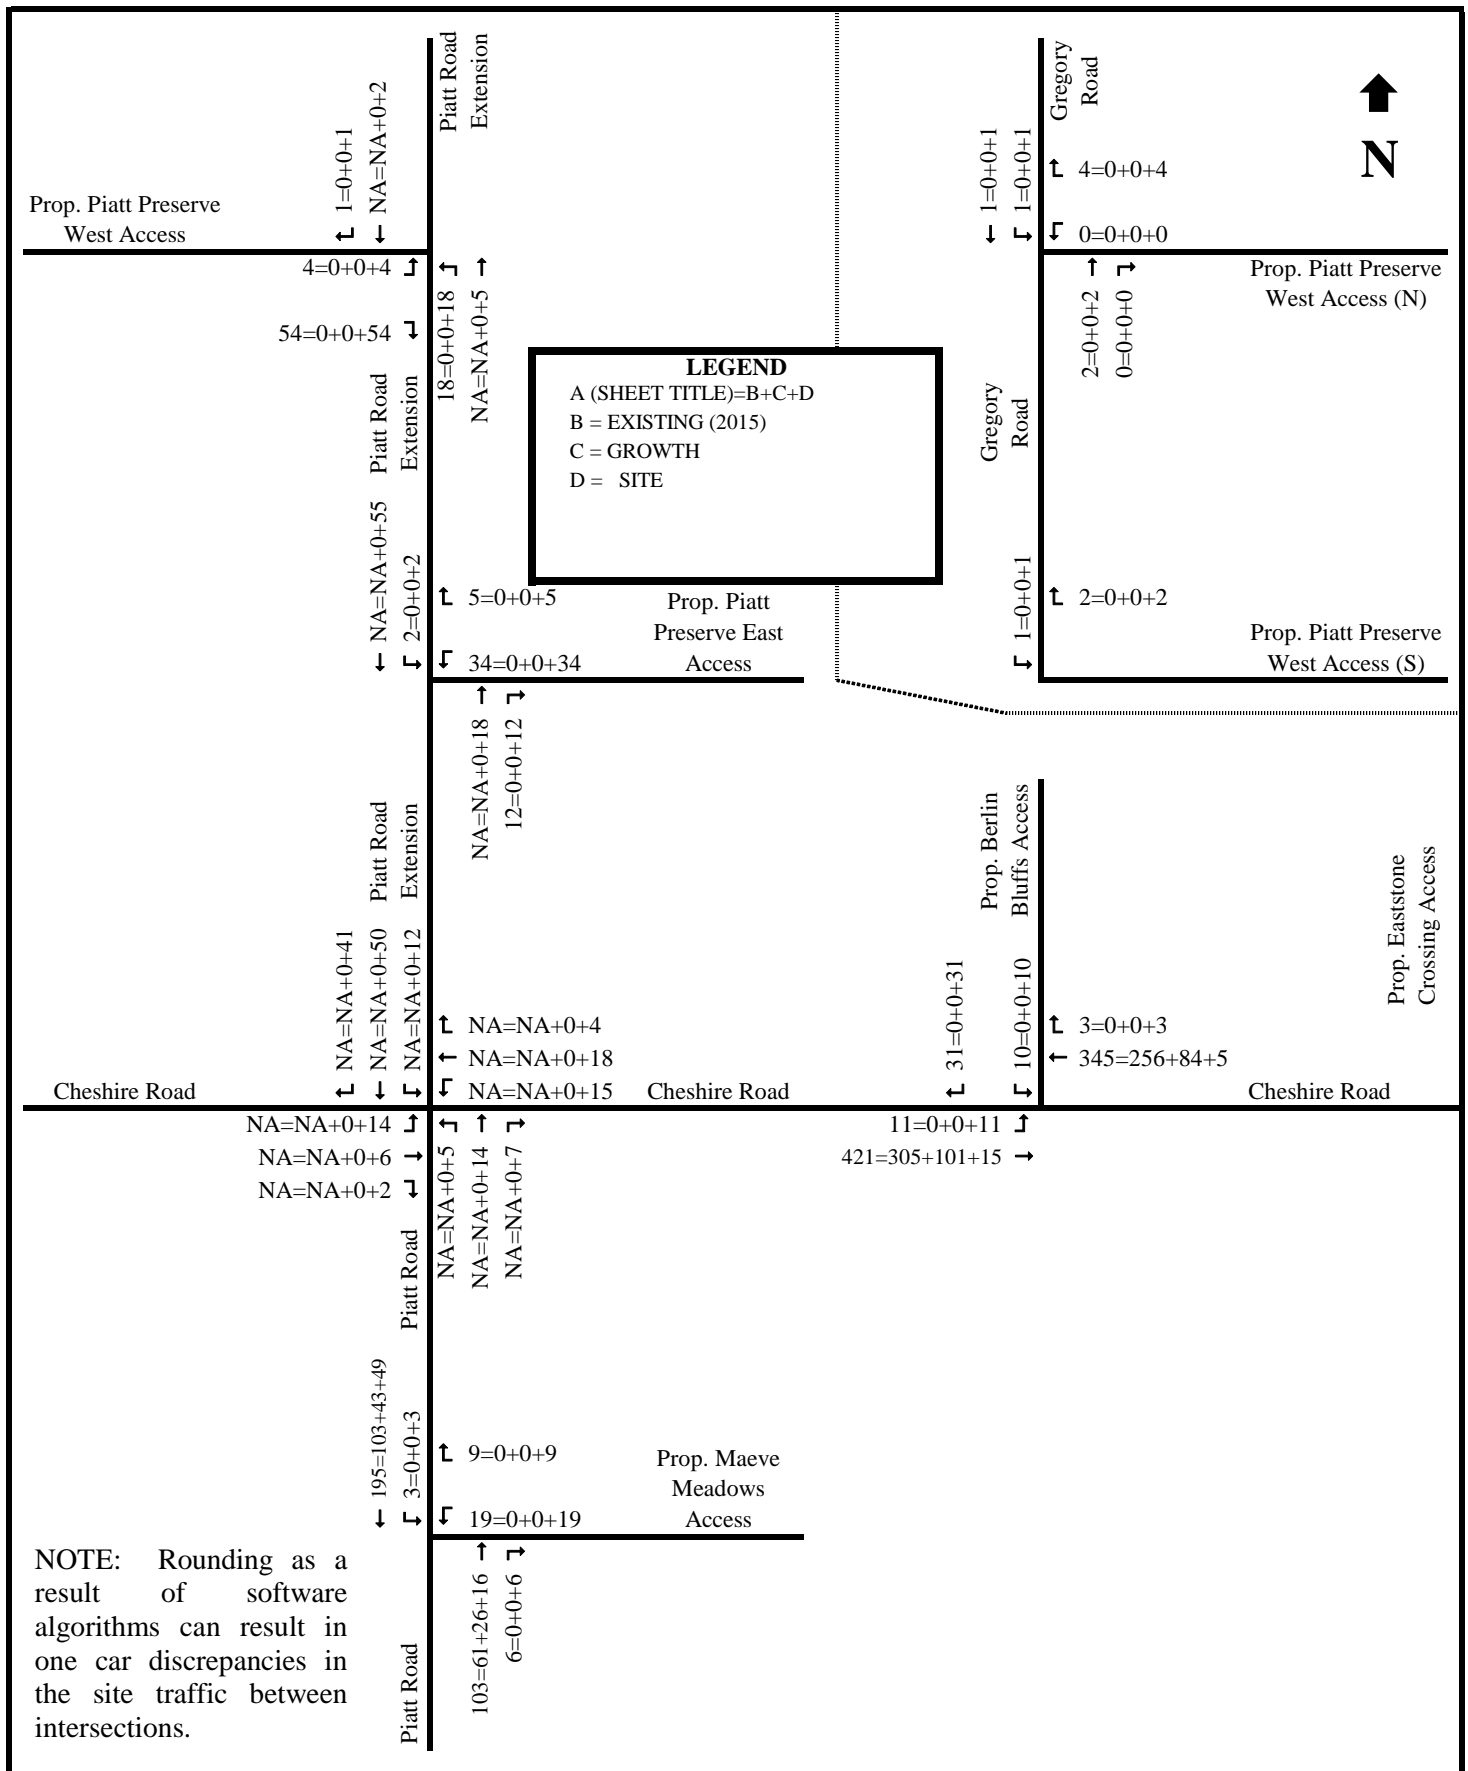 Piatt Road
Extension
1=0+0+1
NA=NA+0+2
Prop. Piatt Preserve
West Access
4=0+0+4
54=0+0+54
18=0+0+18
NA=NA+0+5
Gregory
Road
N
1=0+0+1
1=0+0+1
4=0+0+4
0=0+0+0
Prop. Piatt Preserve
West Access (N)
2=0+0+2
0=0+0+0
LEGEND
A (SHEET TITLE)=B+C+D
B = EXISTING (2015)
C = GROWTH
D = SITE
Piatt Road
Extension
NA=NA+0+55
2=0+0+2
5=0+0+5
34=0+0+34
Prop. Piatt
Preserve East
Access
NA=NA+0+18
12=0+0+12
Gregory
Road
1=0+0+1
2=0+0+2
Prop. Piatt Preserve
West Access (S)
Piatt Road
Extension
NA=NA+0+41
NA=NA+0+50
NA=NA+0+12
NA=NA+0+4
NA=NA+0+18
NA=NA+0+15
Cheshire Road
Cheshire Road
NA=NA+0+14
NA=NA+0+6
NA=NA+0+2
NA=NA+0+5
NA=NA+0+14
NA=NA+0+7
Prop. Berlin
Bluffs Access
31=0+0+31
10=0+0+10
3=0+0+3
345=256+84+5
Prop. Eaststone
Crossing Access
Cheshire Road
11=0+0+11
421=305+101+15
Piatt Road
195=103+43+49
3=0+0+3
9=0+0+9
19=0+0+19
Prop. Maeve
Meadows
Access
103=61+26+16
6=0+0+6
Piatt Road
NOTE: Rounding as a
result of software
algorithms can result in
one car discrepancies in
the site traffic between
intersections.